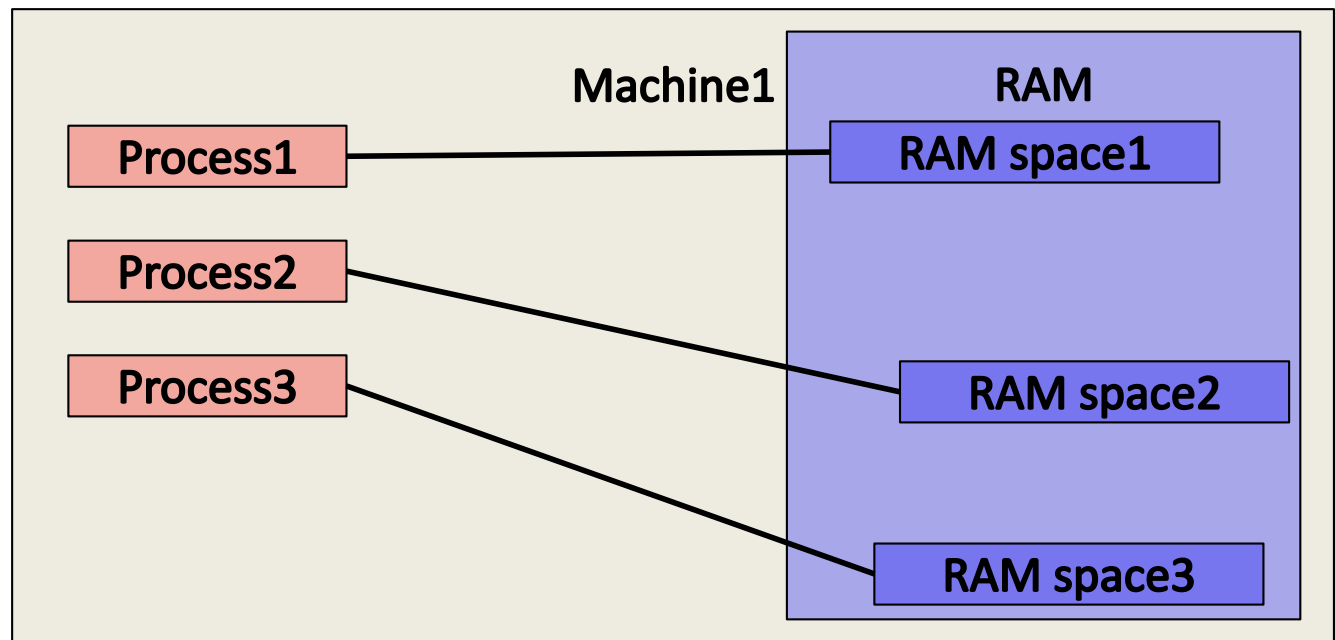 Machine1
RAM
Process1
RAM space1
Process2
Process3
RAM space2
RAM space3